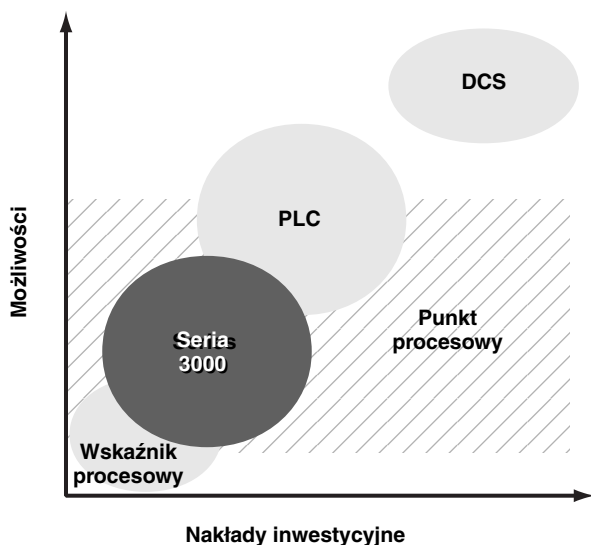 DCS
PLC
Możliwości
Punkt
procesowy
Seria
3000
Wskaźnik
procesowy
Nakłady inwestycyjne